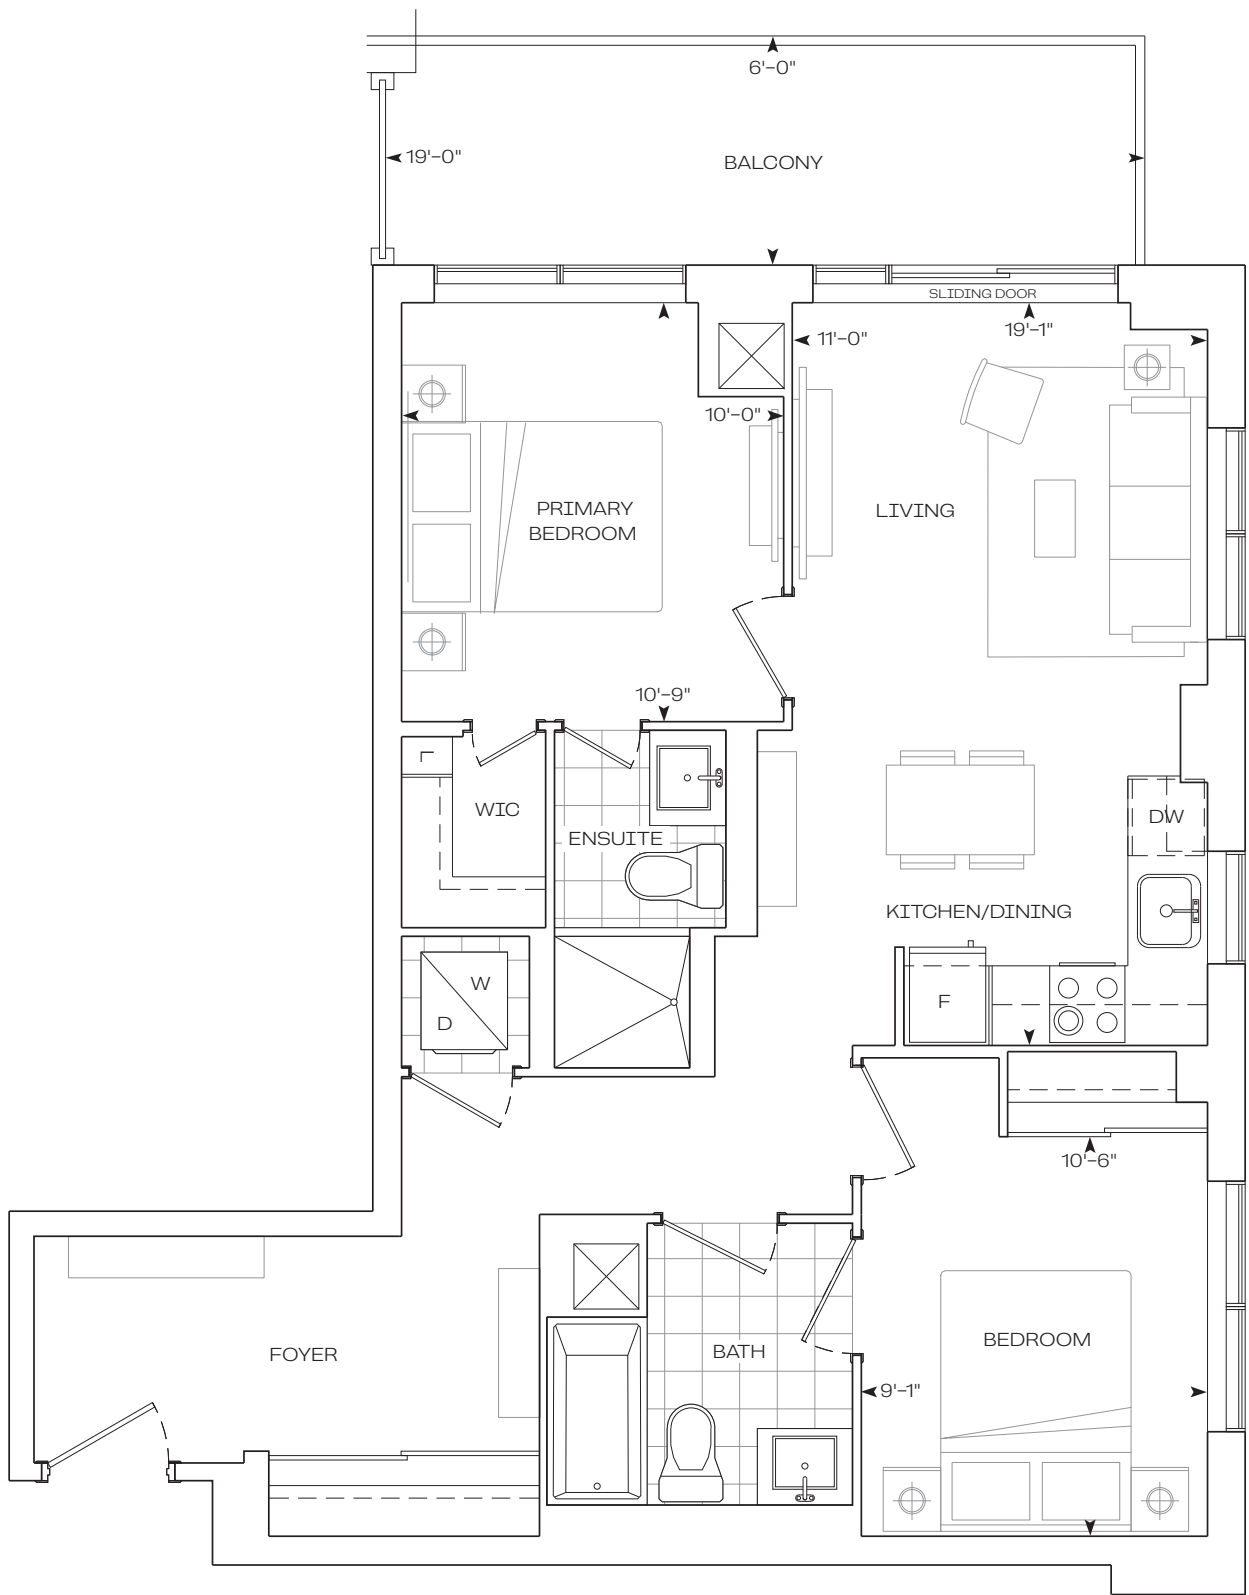 6'-0"
19'-0"
BALCONY
SLIDING DOOR
11'-0"
19'-1"
10'-0"
PRIMARY
BEDROOM
LIVING
10'-9"
WIC
ENSUITE
DW
KITCHEN/DINING
W
D
F
10'-6"
FOYER
BATH
BEDROOM
9'-1"